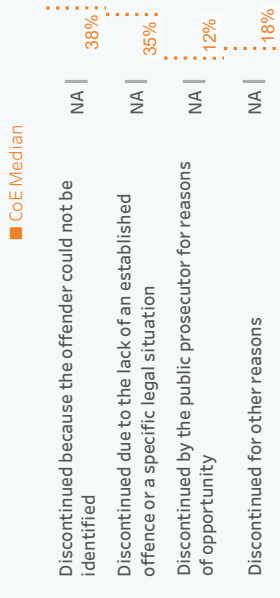 CoE Median
Discontinued because the offender could not be
identified
NA
38%
Discontinued due to the lack of an established
offence or a specific legal situation
NA
35%
Discontinued by the public prosecutor for reasons
of opportunity
NA
12%
Discontinued for other reasons
NA
18%